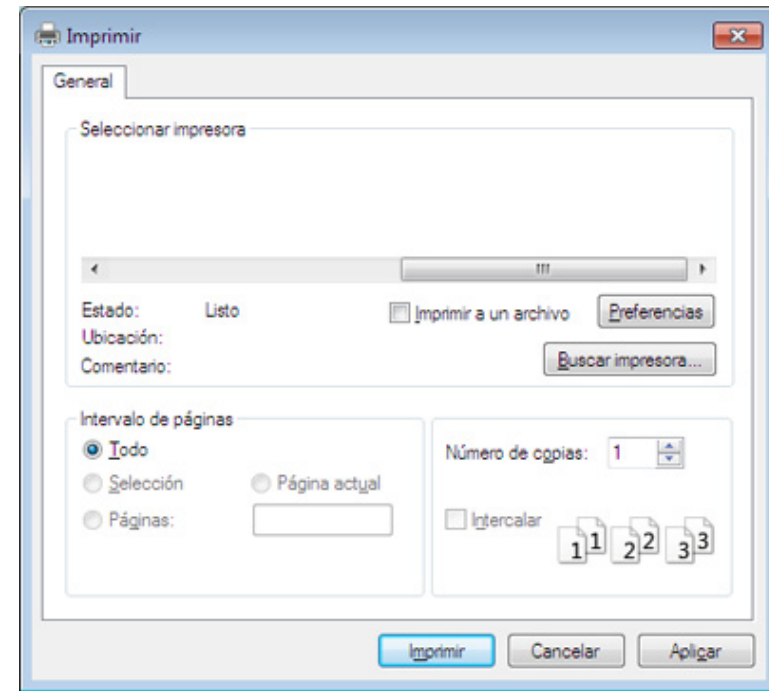 Imprimir
General
Seleccionar impresora
Estado: Listo
Imprimir a un archivo
Preferencias
Ubicación:
Comentario:
Buscar impresora...
Intervalo de páginas
Todo
Selección
Página actual
Páginas:
Número de copias: 1
Intercalar
1 1 2 2 3 3
Imprimir
Cancelar
Aplicar